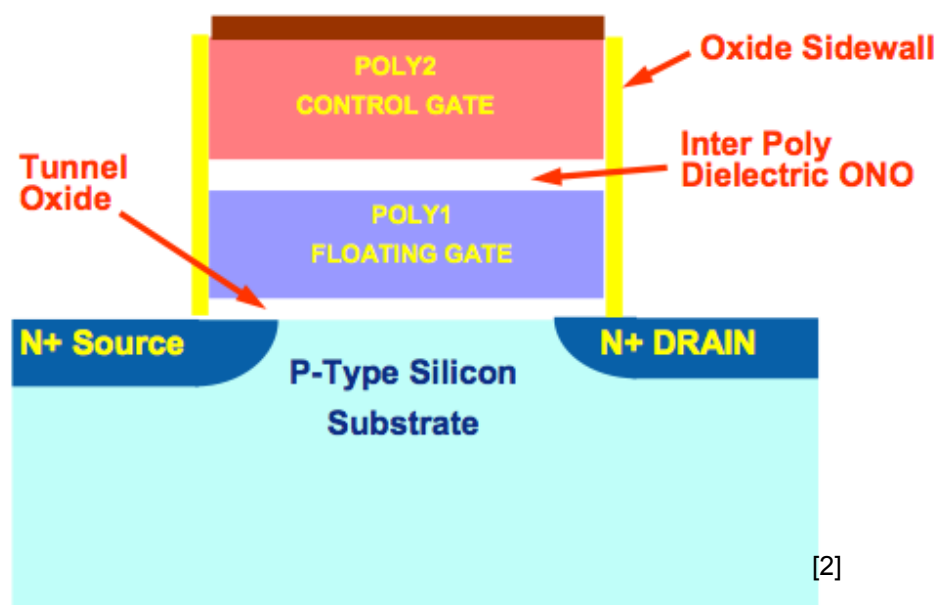 POLY2
CONTROL GATE
Oxide Sidewall
Inter Poly
Dielectric ONO
Tunnel
Oxide
POLY1
FLOATING GATE
N+ Source
N+ DRAIN
P-Type Silicon
Substrate
[2]